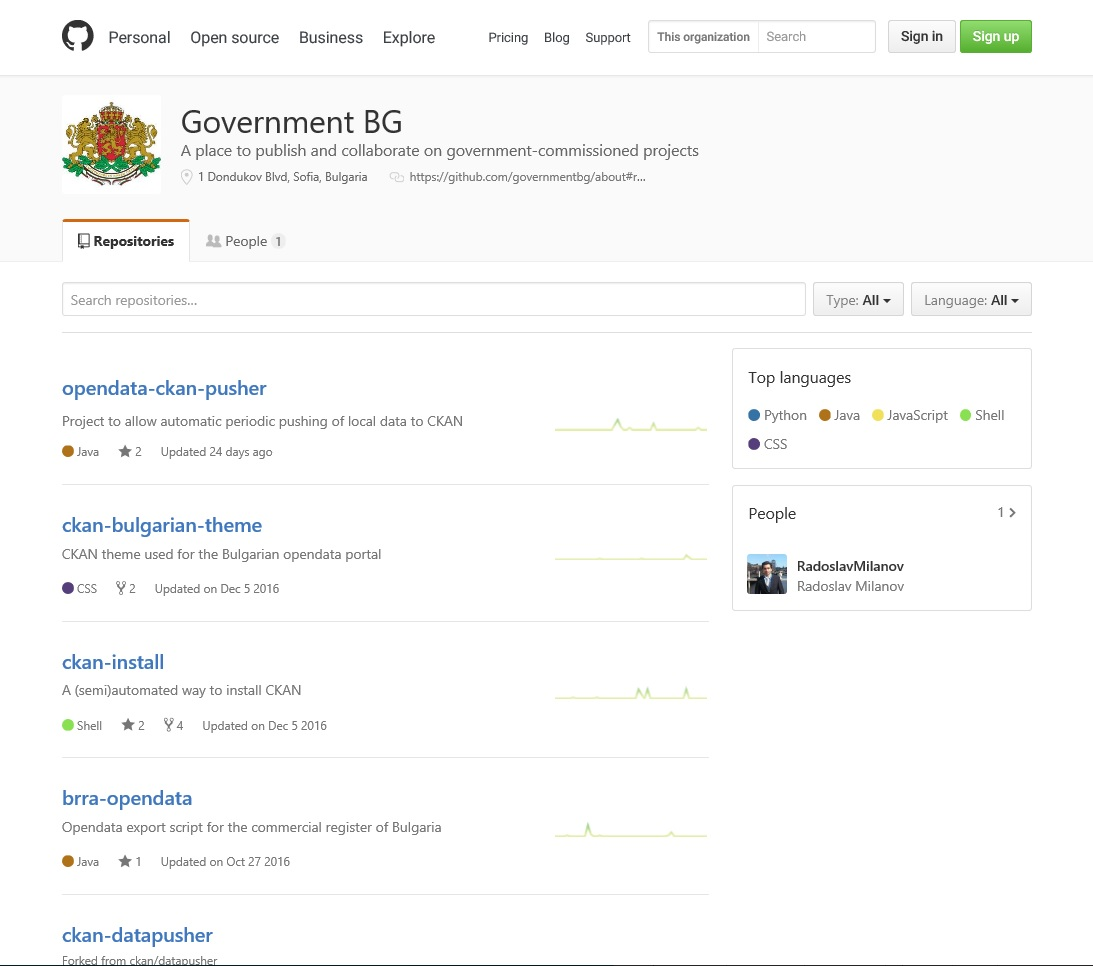 Personal Open source Business Explore Pricing Blog Support This organization Search Sign in Sign up
Government BG
A place to publish and collaborate on government-commissioned projects
1 Dondukov Blvd, Sofia, Bulgaria https://github.com/governmentbg/about#r...
Repositories People 1
Search repositories... Type: All Language: All
opendata-ckan-pusher
Project to allow automatic periodic pushing of local data to CKAN
Java 2 Updated 24 days ago
ckan-bulgarian-theme
CKAN theme used for the Bulgarian opendata portal
CSS 2 Updated on Dec 5 2016
ckan-install
A (semi)automated way to install CKAN
Shell 2 4 Updated on Dec 5 2016
brra-opendata
Opendata export script for the commercial register of Bulgaria
Java 1 Updated on Oct 27 2016
ckan-datapusher
Forked from ckan/datapusher
Top languages
Python Java JavaScript Shell
CSS
People 1
RadoslavMilanov
Radoslav Milanov